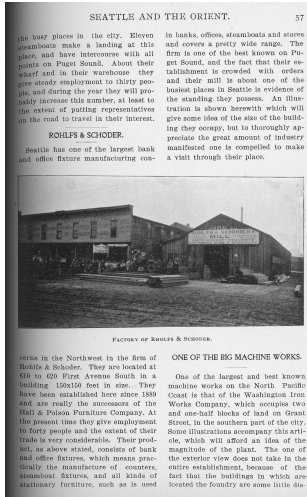 SEATTLE AND THE ORIENT. 57
the busy places in the city. Eleven
steamboats make a landing at this
place, and have intercourse with all
points on Puget Sound. About their
wharf and in their warehouse they
give steady employment to thirty peo-
ple, and during the year they will pro-
bably increase this number, at least to
the extent of putting representatives
on the road to travel in their interest.
ROHLFS & SCHODER.
Seattle has one of the largest bank
and office fixture manufacturing con-
in banks, offices, steamboats and stores
and covers a pretty wide range. The
firm is one of the best known on Pu-
get Sound, and the fact that their es-
tablishment is crowded with orders
and their mill is about one of the
busiest places in Seattle is evidence of
the standing they possess. An illus-
tration is shown herewith which will
give some idea of the size of the build-
ing they occupy, but to thoroughly ap-
preciate the great amount of industry
manifested one is compelled to make
a visit through their place.
ROHLFS & SCHODER
MILL
FACTORY OF RHOLFS & SCHODER.
cerns in the Northwest in the firm of
Rohlfs & Schoder. They are located at
610 to 620 First Avenue South in a
building 150x150 feet in size. They
have been established here since 1889
and are really the successors of the
Hall & Polson Furniture Company. At
the present time they give employment
to forty people and the extent of their
trade is very considerable. Their prod-
uct, as above stated, consists of bank
and office fixtures, which means prac-
tically the manufacture of counters,
steamboat fixtures, and all kinds of
stationary furniture, such as is used
ONE OF THE BIG MACHINE WORKS.
One of the largest and best known
machine works on the North Pacific
Coast is that of the Washington Iron
Works Company, which occupies two
and one-half blocks of land on Grant
Street, in the southern part of the city.
Some illustrations accompany this arti-
cle, which will afford an idea of the
magnitude of the plant. The one of
the exterior view does not take in the
entire establishment, because of the
fact that the buildings in which are
located the foundry are some little dis-